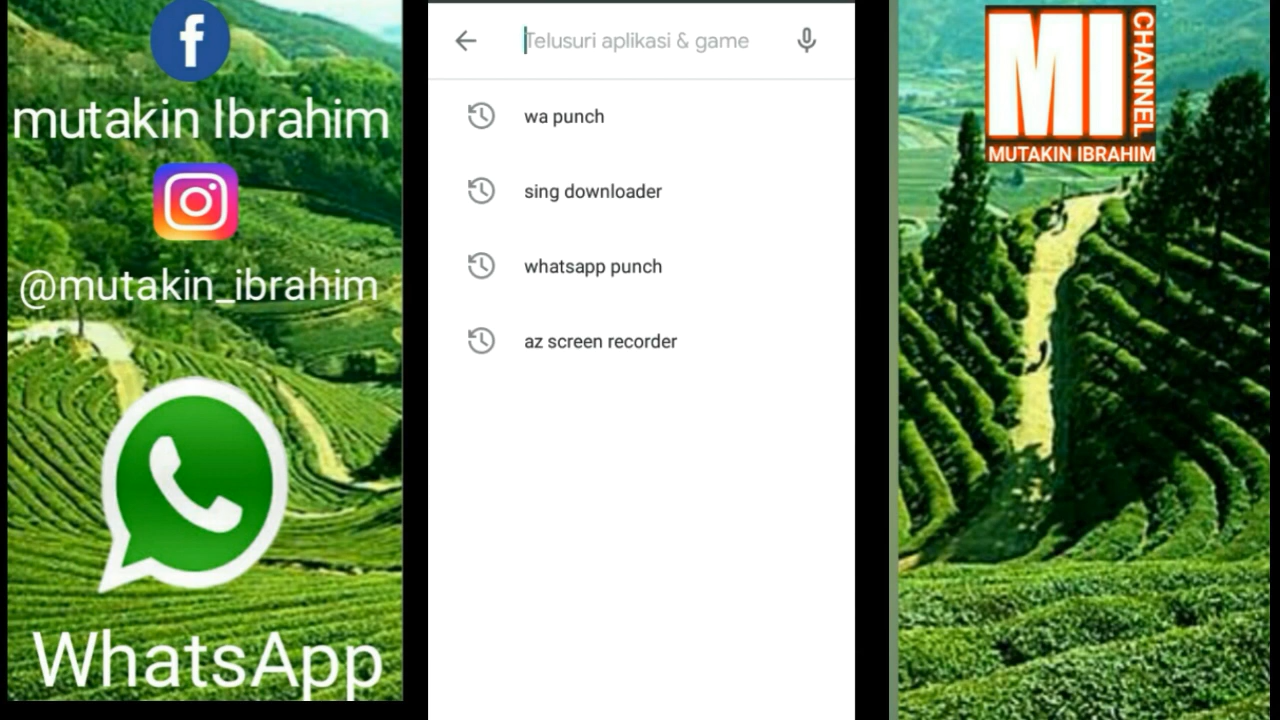 f
mutakin Ibrahim
@mutakin_ibrahim
WhatsApp
Telusuri aplikasi & game
wa punch
sing downloader
whatsapp punch
az screen recorder
MI
CHANNEL
MUTAKIN IBRAHIM